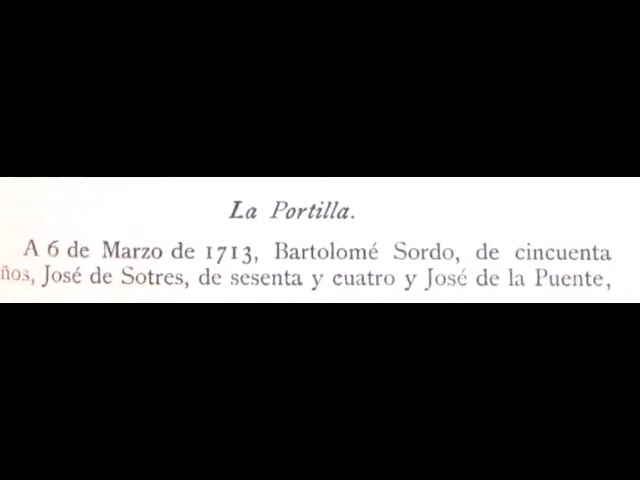 La Portilla.
A 6 de Marzo de 1713, Bartolomé Sordo, de cincuenta
ños, José de Sotres, de sesenta y cuatro y José de la Puente,